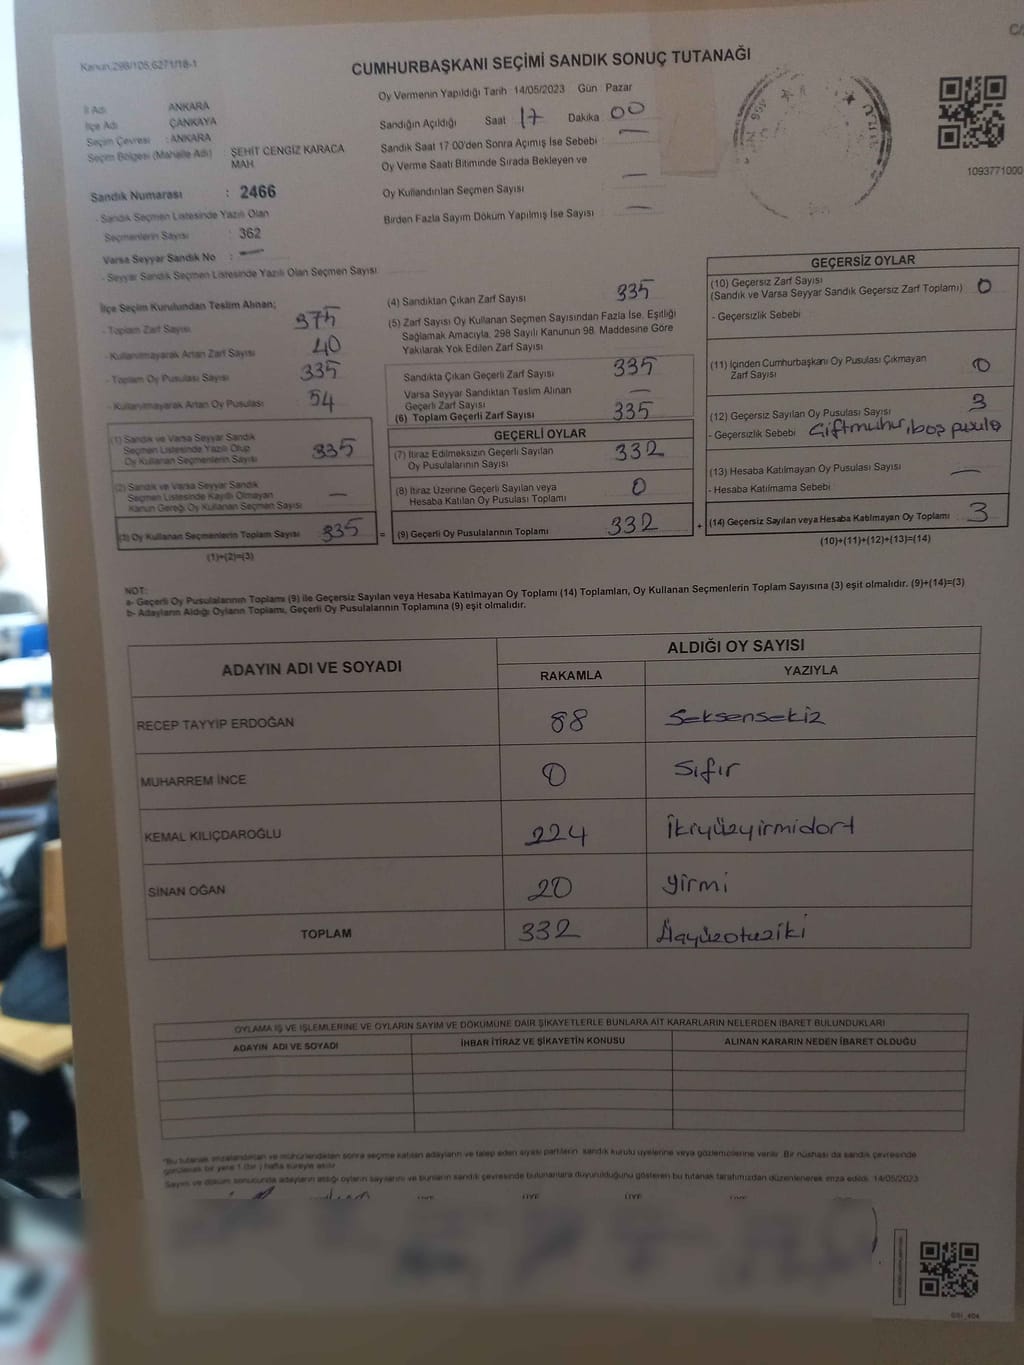 Kanun,298/105,6271/18-1
CUMHURBAŞKANI SEÇİMİ SANDIK SONUÇ TUTANAĞI
Oy Vermenin Yapıldığı Tarih 14/05/2023 Gün Pazar
İl Adı ANKARA
İlçe Adı ÇANKAYA
Seçim Çevresi : ANKARA
Seçim Bölgesi (Mahalle Adı) ŞEHİT CENGİZ KARACA
MAH.
Sandık Numarası : 2466
- Sandık Seçmen Listesinde Yazılı Olan
Seçmenlerin Sayısı : 362
Varsa Seyyar Sandık No : —
- Seyyar Sandık Seçmen Listesinde Yazılı Olan Seçmen Sayısı
Sandığın Açıldığı Saat 17 Dakika 00
Sandık Saat 17:00'den Sonra Açımış İse Sebebi : —
Oy Verme Saati Bitiminde Sırada Bekleyen ve
Oy Kullandırılan Seçmen Sayısı —
Birden Fazla Sayım Döküm Yapılmış İse Sayısı —
1093771000
İlçe Seçim Kurulundan Teslim Alınan;
- Toplam Zarf Sayısı 375
- Kullanılmayarak Artan Zarf Sayısı 40
- Toplam Oy Pusulası Sayısı 335
- Kullanılmayarak Artan Oy Pusulası 54
(1) Sandık ve Varsa Seyyar Sandık
Seçmen Listesinde Yazılı Olup
Oy Kullanan Seçmenlerin Sayısı 335
(2) Sandık ve Varsa Seyyar Sandık
Seçmen Listesinde Kayıtlı Olmayan
Kanun Gereği Oy Kullanan Seçmen Sayısı —
(3) Oy Kullanan Seçmenlerin Toplam Sayısı 335
(1)+(2)=(3)
=
(4) Sandıktan Çıkan Zarf Sayısı 335
(5) Zarf Sayısı Oy Kullanan Seçmen Sayısından Fazla İse, Eşitliği
Sağlamak Amacıyla, 298 Sayılı Kanunun 98. Maddesine Göre
Yakılarak Yok Edilen Zarf Sayısı
Sandıkta Çıkan Geçerli Zarf Sayısı 335
Varsa Seyyar Sandıktan Teslim Alınan
Geçerli Zarf Sayısı —
(6) Toplam Geçerli Zarf Sayısı 335
GEÇERLİ OYLAR
(7) İtiraz Edilmeksizin Geçerli Sayılan
Oy Pusulalarının Sayısı 332
(8) İtiraz Üzerine Geçerli Sayılan veya
Hesaba Katılan Oy Pusulası Toplamı 0
(9) Geçerli Oy Pusulalarının Toplamı 332
+
GEÇERSİZ OYLAR
(10) Geçersiz Zarf Sayısı
(Sandık ve Varsa Seyyar Sandık Geçersiz Zarf Toplamı) 0
- Geçersizlik Sebebi
(11) İçinden Cumhurbaşkanı Oy Pusulası Çıkmayan
Zarf Sayısı 0
(12) Geçersiz Sayılan Oy Pusulası Sayısı 3
- Geçersizlik Sebebi Çiftmuhur, boş pusula
(13) Hesaba Katılmayan Oy Pusulası Sayısı —
- Hesaba Katılmama Sebebi
(14) Geçersiz Sayılan veya Hesaba Katılmayan Oy Toplamı 3
(10)+(11)+(12)+(13)=(14)
NOT:
a- Geçerli Oy Pusulalarının Toplamı (9) ile Geçersiz Sayılan veya Hesaba Katılmayan Oy Toplamı (14) Toplamları, Oy Kullanan Seçmenlerin Toplam Sayısına (3) eşit olmalıdır. (9)+(14)=(3)
b- Adayların Aldığı Oyların Toplamı, Geçerli Oy Pusulalarının Toplamına (9) eşit olmalıdır.
ADAYIN ADI VE SOYADI ALDIĞI OY SAYISI
RAKAMLA YAZIYLA
RECEP TAYYİP ERDOĞAN 88 Seksensekiz
MUHARREM İNCE 0 Sıfır
KEMAL KILIÇDAROĞLU 224 İkiyüzyirmidört
SİNAN OĞAN 20 yirmi
TOPLAM 332 Üçyüzotuziki
OYLAMA İŞ VE İŞLEMLERİNE VE OYLARIN SAYIM VE DÖKÜMÜNE DAİR ŞİKAYETLERLE BUNLARA AİT KARARLARIN NELERDEN İBARET BULUNDUKLARI
ADAYIN ADI VE SOYADI İHBAR İTİRAZ VE ŞİKAYETİN KONUSU ALINAN KARARIN NEDEN İBARET OLDUĞU
*Bu tutanak imzalandıktan ve mühürlendikten sonra seçime katılan adayların ve talep eden siyasi partilerin sandık kurulu üyelerine veya gözlemcilerine verilir. Bir nüshası da sandık çevresinde
görülecek bir yere 1 (bir) hafta süreyle asılır.
Sayım ve döküm sonucunda adayların aldığı oyların sayılarını ve bunların sandık çevresinde bulunanlara duyurulduğunu gösteren bu tutanak tarafımızdan düzenlenerek imza edildi. 14/05/2023
ÜYE ÜYE ÜYE ÜYE